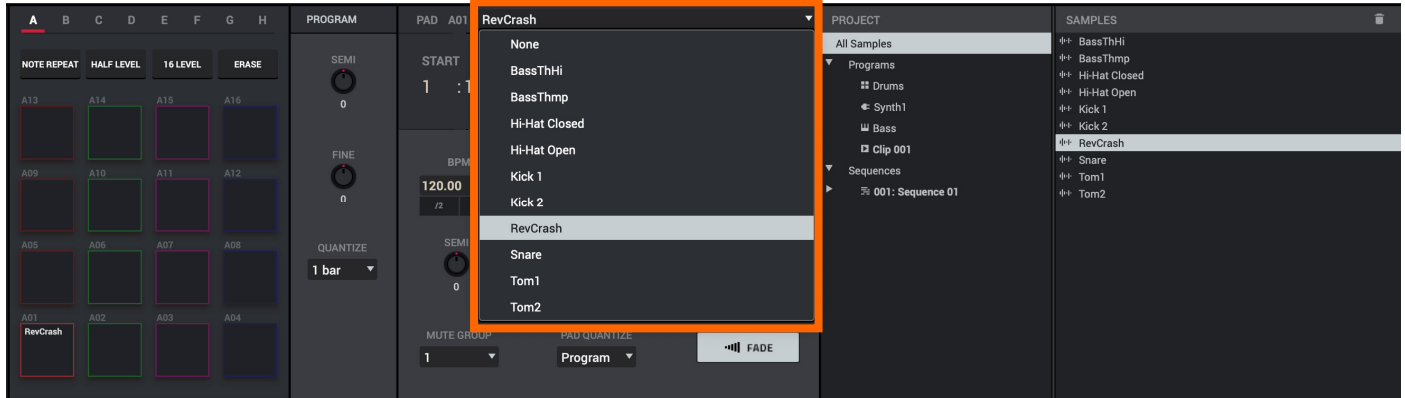 A B C D E F G H
NOTE REPEAT HALF LEVEL 16 LEVEL ERASE
A13 A14 A15 A16
A09 A10 A11 A12
A05 A06 A07 A08
A01 A02 A03 A04
RevCrash
PROGRAM
SEMI
0
FINE
0
QUANTIZE
1 bar
PAD A01
RevCrash
START
1 :1
BPM
120.00
/2
SEMI
0
MUTE GROUP
1
PAD QUANTIZE
Program
FADE
None
BassThHi
BassThmp
Hi-Hat Closed
Hi-Hat Open
Kick 1
Kick 2
RevCrash
Snare
Tom1
Tom2
PROJECT
All Samples
Programs
Drums
Synth1
Bass
Clip 001
Sequences
001: Sequence 01
SAMPLES
BassThHi
BassThmp
Hi-Hat Closed
Hi-Hat Open
Kick 1
Kick 2
RevCrash
Snare
Tom1
Tom2